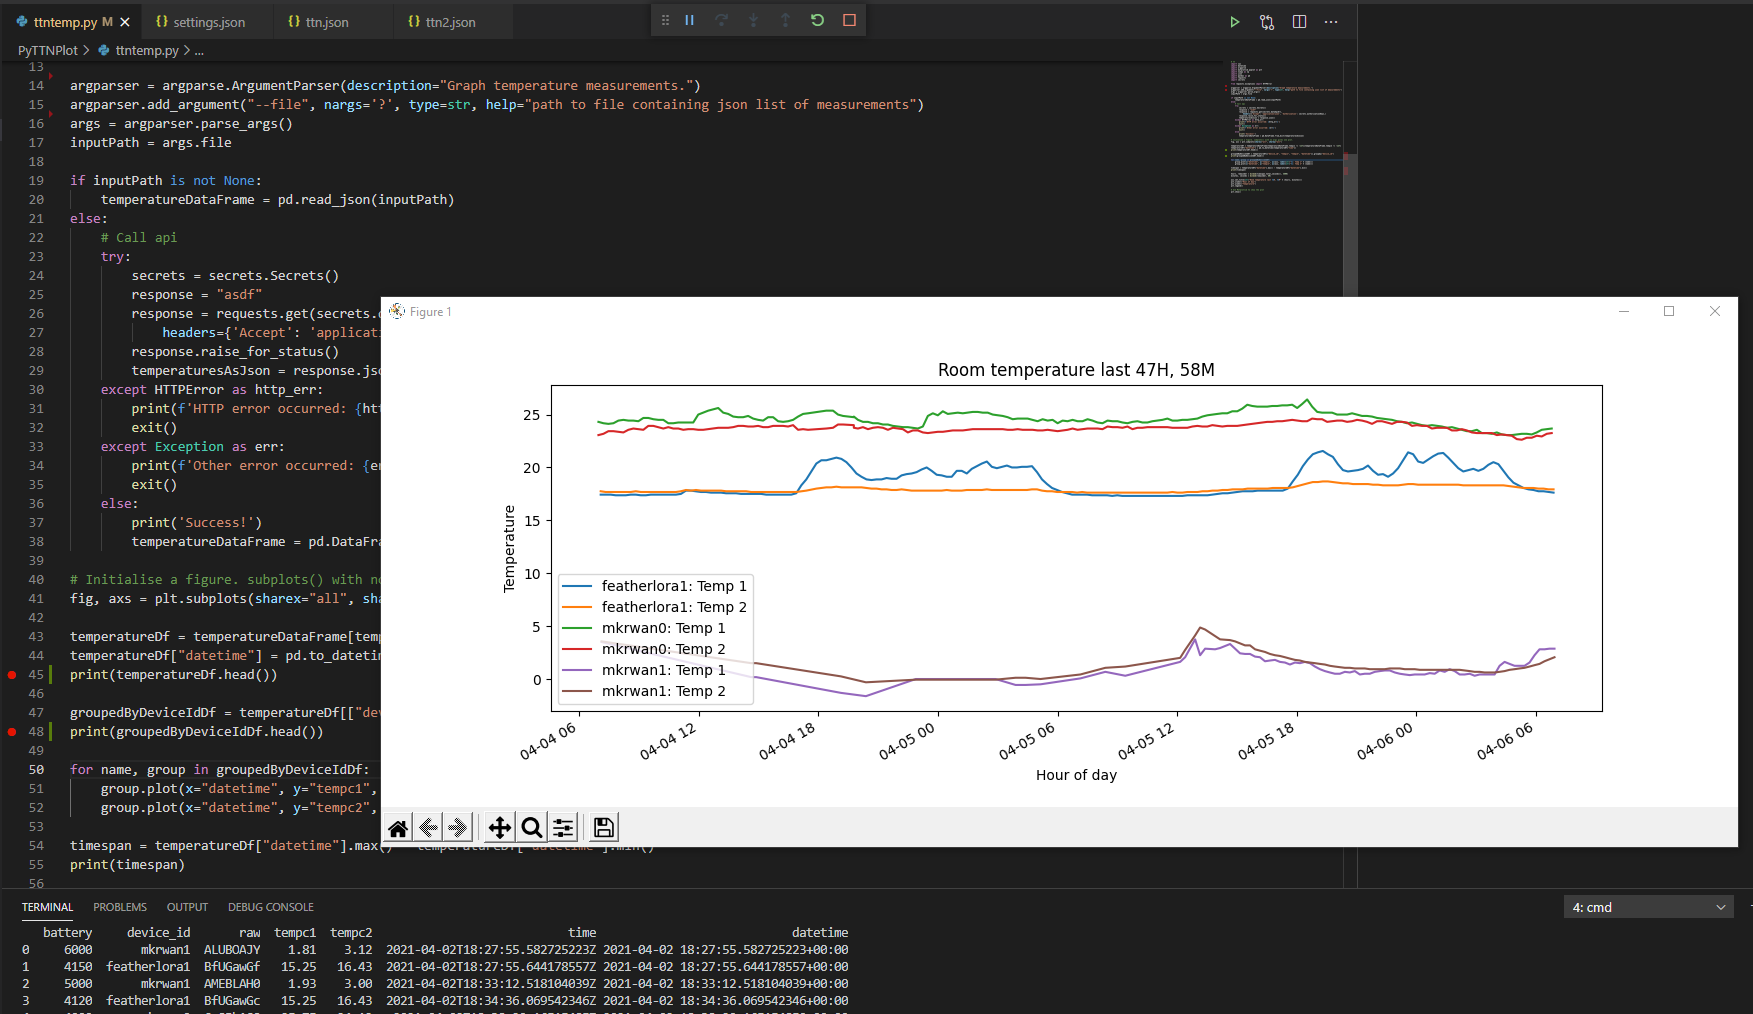 ttntemp.py M
settings.json
ttn.json
ttn2.json
PyTTNPlot > ttntemp.py > ...
13
14 argparser = argparse.ArgumentParser(description="Graph temperature measurements.")
15 argparser.add_argument("--file", nargs='?', type=str, help="path to file containing json list of measurements")
16 args = argparser.parse_args()
17 inputPath = args.file
18
19 if inputPath is not None:
20 temperatureDataFrame = pd.read_json(inputPath)
21 else:
22 # Call api
23 try:
24 secrets = secrets.Secrets()
25 response = "asdf"
26 response = requests.get(secrets.
27 headers={'Accept': 'applicati
28 response.raise_for_status()
29 temperaturesAsJson = response.jso
30 except HTTPError as http_err:
31 print(f'HTTP error occurred: {htt
32 exit()
33 except Exception as err:
34 print(f'Other error occurred: {er
35 exit()
36 else:
37 print('Success!')
38 temperatureDataFrame = pd.DataFra
39
40 # Initialise a figure. subplots() with no
41 fig, axs = plt.subplots(sharex="all", sha
42
43 temperatureDf = temperatureDataFrame[temp
44 temperatureDf["datetime"] = pd.to_datetim
45 print(temperatureDf.head())
46
47 groupedByDeviceIdDf = temperatureDf[["dev
48 print(groupedByDeviceIdDf.head())
49
50 for name, group in groupedByDeviceIdDf:
51 group.plot(x="datetime", y="tempc1",
52 group.plot(x="datetime", y="tempc2",
53
54 timespan = temperatureDf["datetime"].max() - temperatureDf["datetime"].min()
55 print(timespan)
56
Figure 1
Room temperature last 47H, 58M
Temperature
25
20
15
10
5
0
featherlora1: Temp 1
featherlora1: Temp 2
mkrwan0: Temp 1
mkrwan0: Temp 2
mkrwan1: Temp 1
mkrwan1: Temp 2
04-04 06
04-04 12
04-04 18
04-05 00
04-05 06
04-05 12
04-05 18
04-06 00
04-06 06
Hour of day
TERMINAL PROBLEMS OUTPUT DEBUG CONSOLE
4: cmd
battery device_id raw tempc1 tempc2 time datetime
0 6000 mkrwan1 ALUBOAJY 1.81 3.12 2021-04-02T18:27:55.582725223Z 2021-04-02 18:27:55.582725223+00:00
1 4150 featherlora1 BfUGawGf 15.25 16.43 2021-04-02T18:27:55.644178557Z 2021-04-02 18:27:55.644178557+00:00
2 5000 mkrwan1 AMEBLAH0 1.93 3.00 2021-04-02T18:33:12.518104039Z 2021-04-02 18:33:12.518104039+00:00
3 4120 featherlora1 BfUGawGc 15.25 16.43 2021-04-02T18:34:36.069542346Z 2021-04-02 18:34:36.069542346+00:00